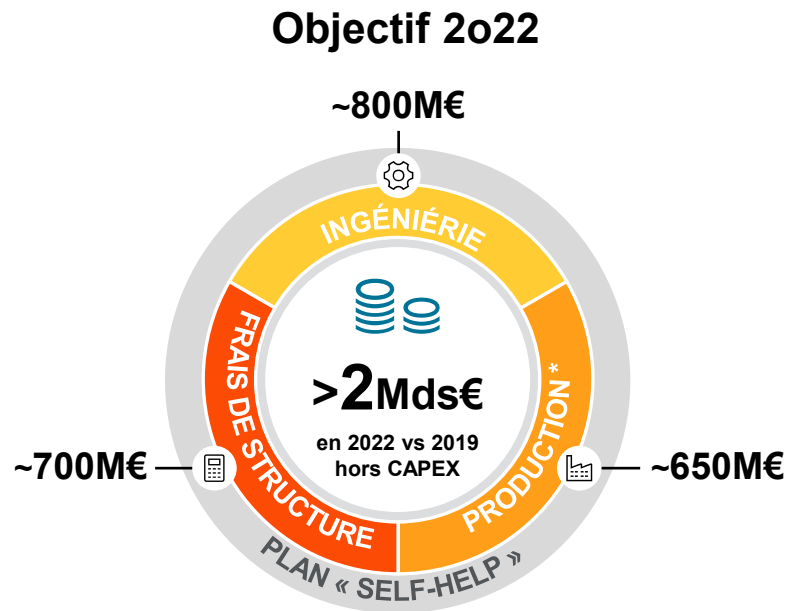 Objectif 2o22
~800M€
INGÉNIÉRIE
FRAIS DE STRUCTURE
PRODUCTION *
>2Mds€
en 2022 vs 2019
hors CAPEX
~700M€
~650M€
PLAN « SELF-HELP »